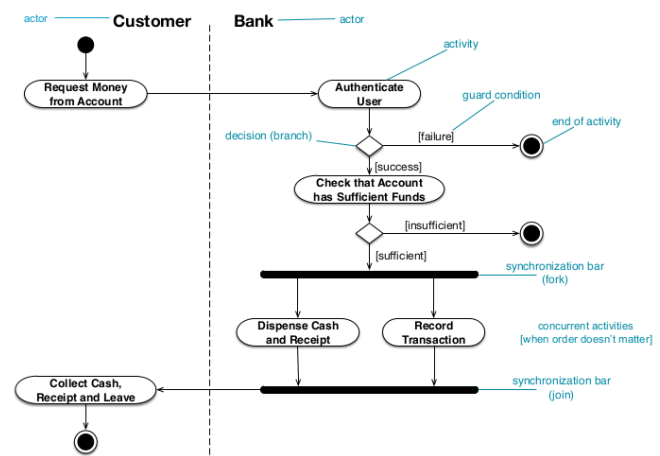 actor
Customer
Bank
actor
activity
Request Money
from Account
Authenticate
User
guard condition
decision (branch)
[failure]
end of activity
[success]
Check that Account
has Sufficient Funds
[insufficient]
[sufficient]
synchronization bar
(fork)
Dispense Cash
and Receipt
Record
Transaction
concurrent activities
[when order doesn't matter]
Collect Cash,
Receipt and Leave
synchronization bar
(join)